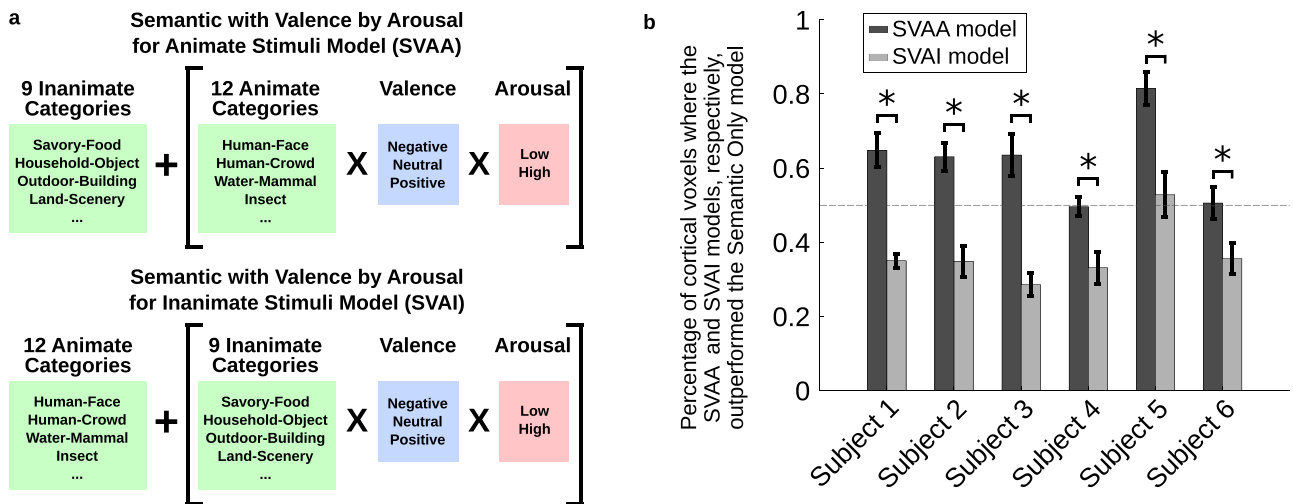 a
Semantic with Valence by Arousal
for Animate Stimuli Model (SVAA)
9 Inanimate
Categories
12 Animate
Categories
Valence
Arousal
Savory-Food
Household-Object
Outdoor-Building
Land-Scenery
...
+
Human-Face
Human-Crowd
Water-Mammal
Insect
...
X
Negative
Neutral
Positive
X
Low
High
Semantic with Valence by Arousal
for Inanimate Stimuli Model (SVAI)
12 Animate
Categories
9 Inanimate
Categories
Valence
Arousal
Human-Face
Human-Crowd
Water-Mammal
Insect
...
+
Savory-Food
Household-Object
Outdoor-Building
Land-Scenery
...
X
Negative
Neutral
Positive
X
Low
High
b
Percentage of cortical voxels where the
SVAA and SVAI models, respectively,
outperformed the Semantic Only model
1
0.8
0.6
0.4
0.2
0
SVAA model
SVAI model
*
*
*
*
*
*
Subject 1
Subject 2
Subject 3
Subject 4
Subject 5
Subject 6